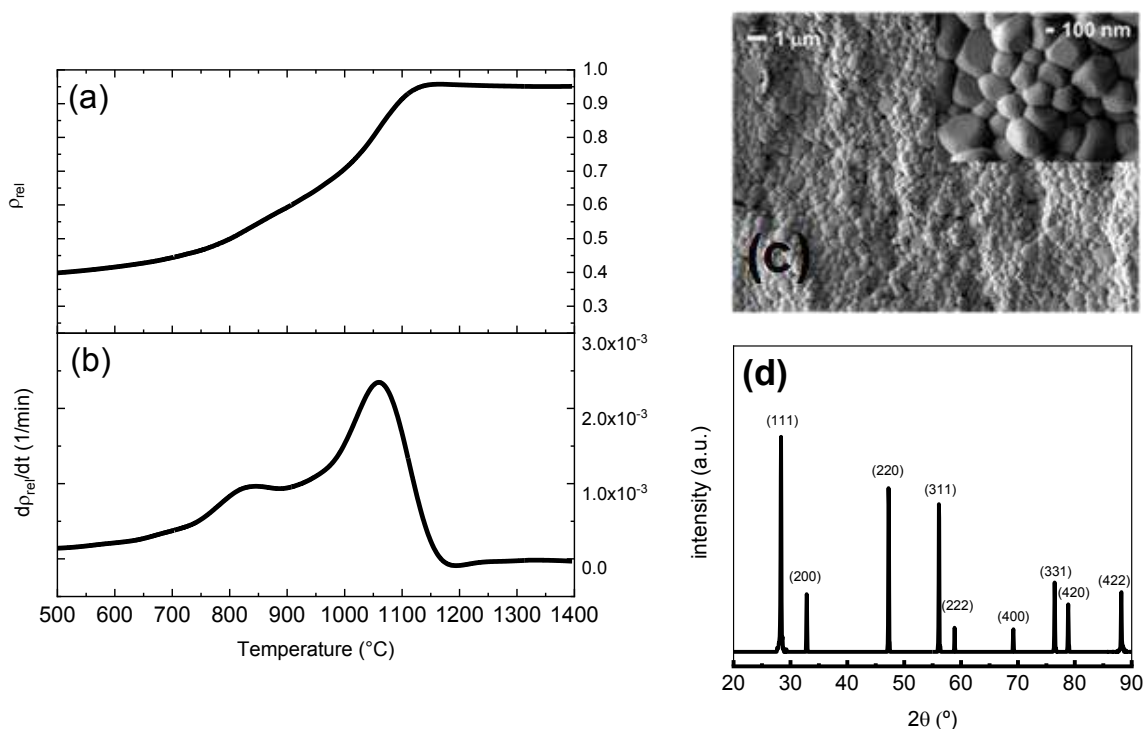 (a)
1.0
0.9
0.8
0.7
0.6
0.5
0.4
0.3
ρrel
(b)
3.0x10⁻³
2.0x10⁻³
1.0x10⁻³
0.0
dρrel/dt (1/min)
500 600 700 800 900 1000 1100 1200 1300 1400
Temperature (°C)
1 μm
100 nm
(c)
(d)
(111)
(200)
(220)
(311)
(222)
(400)
(331)
(420)
(422)
intensity (a.u.)
20 30 40 50 60 70 80 90
2θ (º)